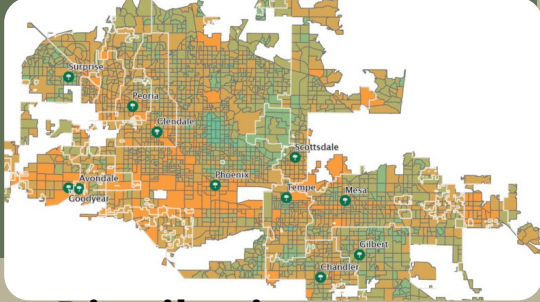 Surprise
Peoria
Glendale
Scottsdale
Phoenix
Avondale
Goodyear
Tempe
Mesa
Gilbert
Chandler